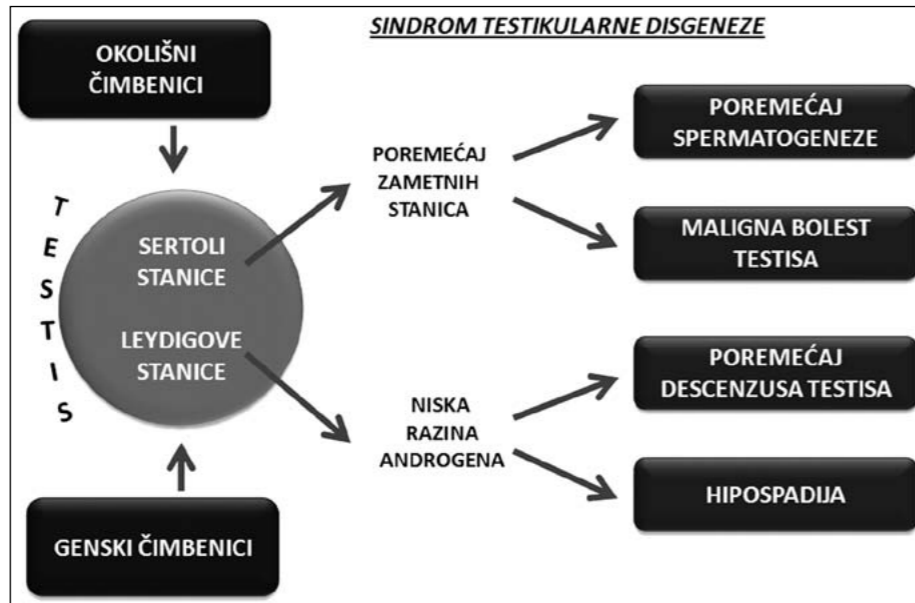 SINDROM TESTIKULARNE DISGENEZE
OKOLIŠNI
ČIMBENICI
TESTIS
SERTOLI
STANICE
LEYDIGOVE
STANICE
GENSKI ČIMBENICI
POREMEĆAJ
ZAMETNIH
STANICA
NISKA
RAZINA
ANDROGENA
POREMEĆAJ
SPERMATOGENEZE
MALIGNA BOLEST
TESTISA
POREMEĆAJ
DESCENZUSA TESTISA
HIPOSPADIJA